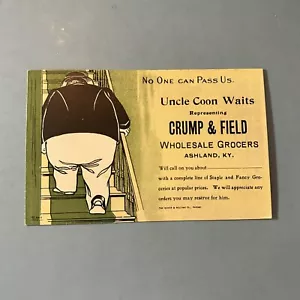 No One can Pass Us.
Uncle Coon Waits
Representing
CRUMP & FIELD
Wholesale Grocers
ASHLAND, KY.
Will call on you about
with a complete line of Staple and Fancy Gro-
ceries at popular prices. We will appreciate any
orders you may reserve for him.